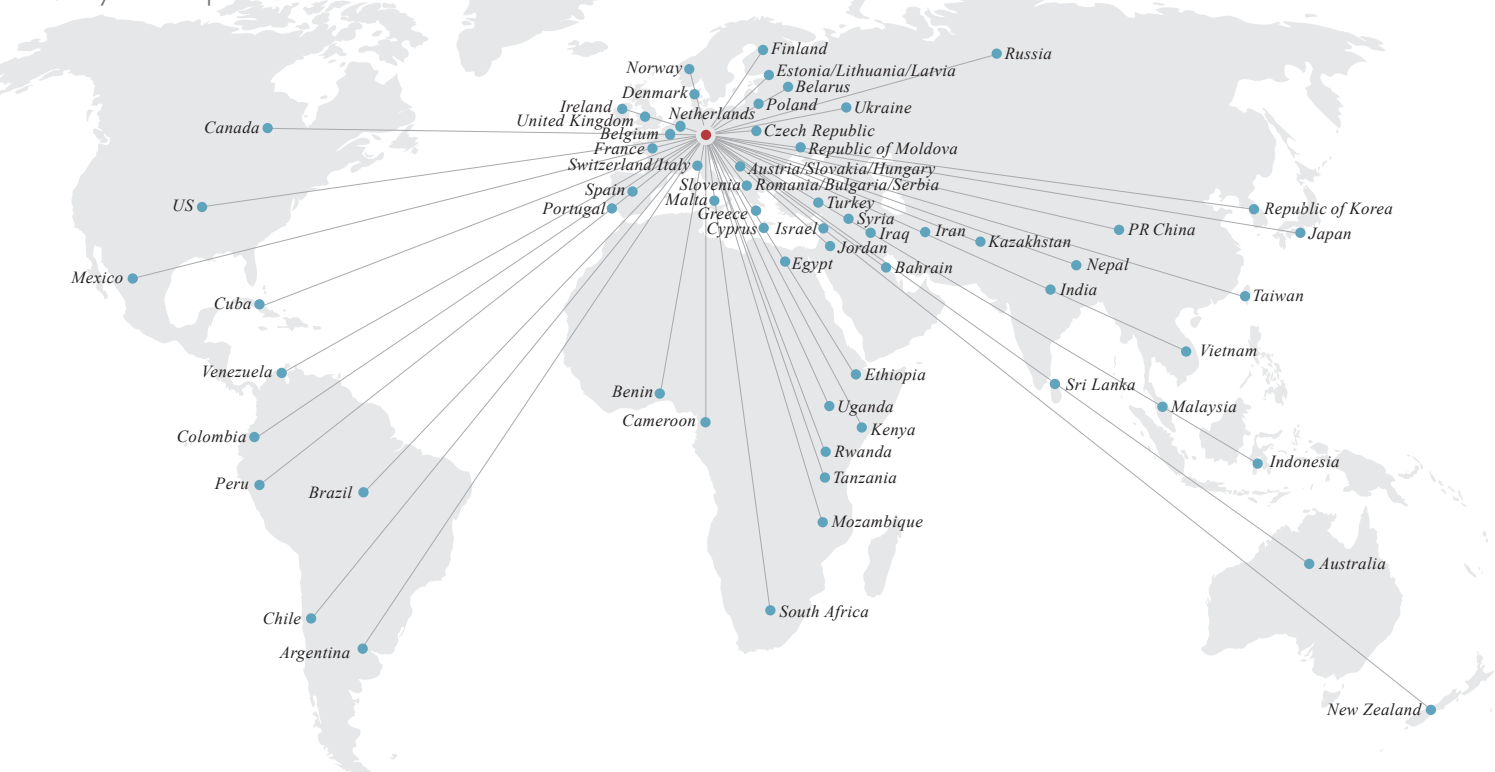 Finland
Russia
Norway
Estonia/Lithuania/Latvia
Belarus
Denmark
Poland
Ireland
Ukraine
Netherlands
United Kingdom
Canada
Czech Republic
Belgium
France
Republic of Moldova
Switzerland/Italy
Austria/Slovakia/Hungary
Slovenia
Romania/Bulgaria/Serbia
Spain
Malta
Turkey
US
Portugal
Greece
Republic of Korea
Syria
Cyprus
Israel
Iraq
Iran
PR China
Japan
Kazakhstan
Jordan
Egypt
Bahrain
Nepal
Mexico
India
Taiwan
Cuba
Vietnam
Venezuela
Ethiopia
Sri Lanka
Benin
Uganda
Malaysia
Cameroon
Kenya
Colombia
Rwanda
Indonesia
Tanzania
Peru
Brazil
Mozambique
Australia
South Africa
Chile
Argentina
New Zealand